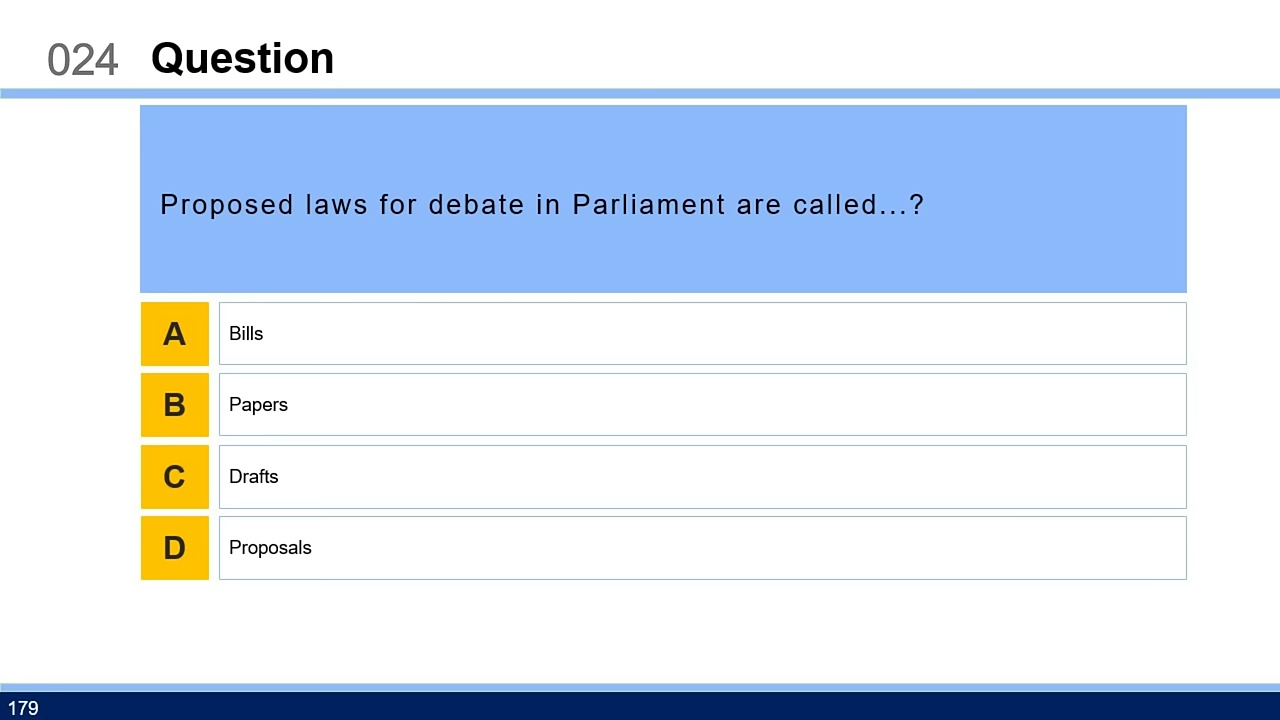 024 Question
Proposed laws for debate in Parliament are called...?
A Bills
B Papers
C Drafts
D Proposals
179